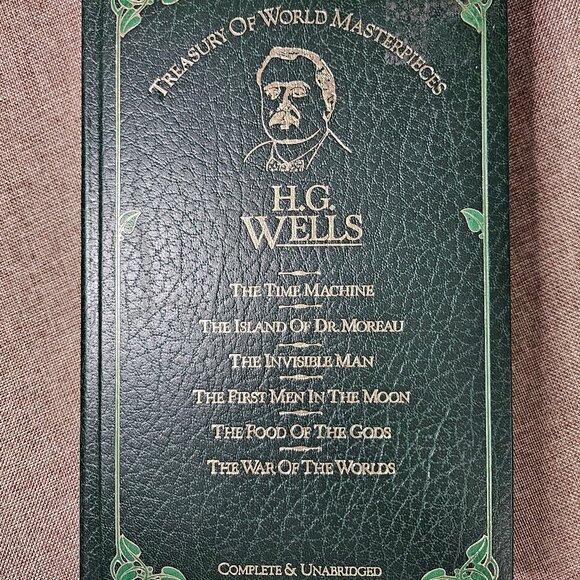 TREASURY OF WORLD MASTERPIECES
H.G.
WELLS
THE TIME MACHINE
THE ISLAND OF DR. MOREAU
THE INVISIBLE MAN
THE FIRST MEN IN THE MOON
THE FOOD OF THE GODS
THE WAR OF THE WORLDS
COMPLETE & UNABRIDGED